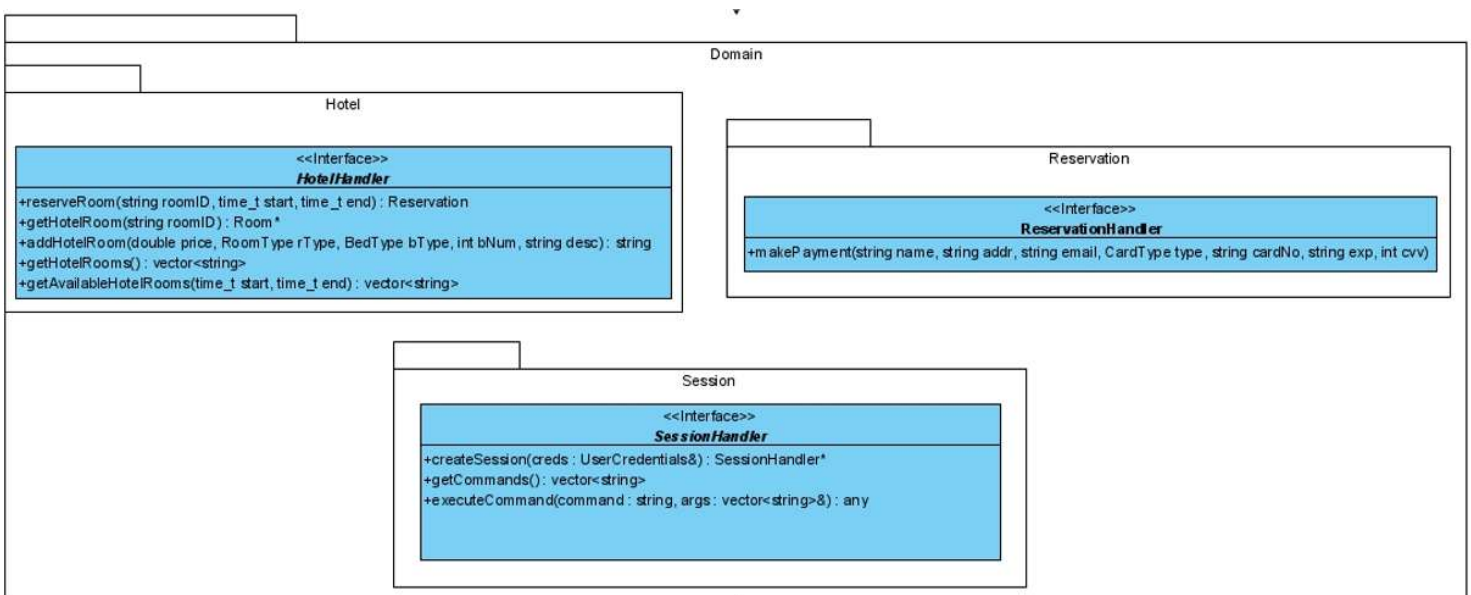 Domain
Hotel
<<Interface>>
HotelHandler
+reserveRoom(string roomID, time_t start, time_t end) : Reservation
+getHotelRoom(string roomID) : Room*
+addHotelRoom(double price, RoomType rType, BedType bType, int bNum, string desc) : string
+getHotelRooms() : vector<string>
+getAvailableHotelRooms(time_t start, time_t end) : vector<string>
Reservation
<<Interface>>
ReservationHandler
+makePayment(string name, string addr, string email, CardType type, string cardNo, string exp, int cvv)
Session
<<Interface>>
SessionHandler
+createSession(creds : UserCredentials&) : SessionHandler*
+getCommands() : vector<string>
+executeCommand(command : string, args : vector<string>&) : any